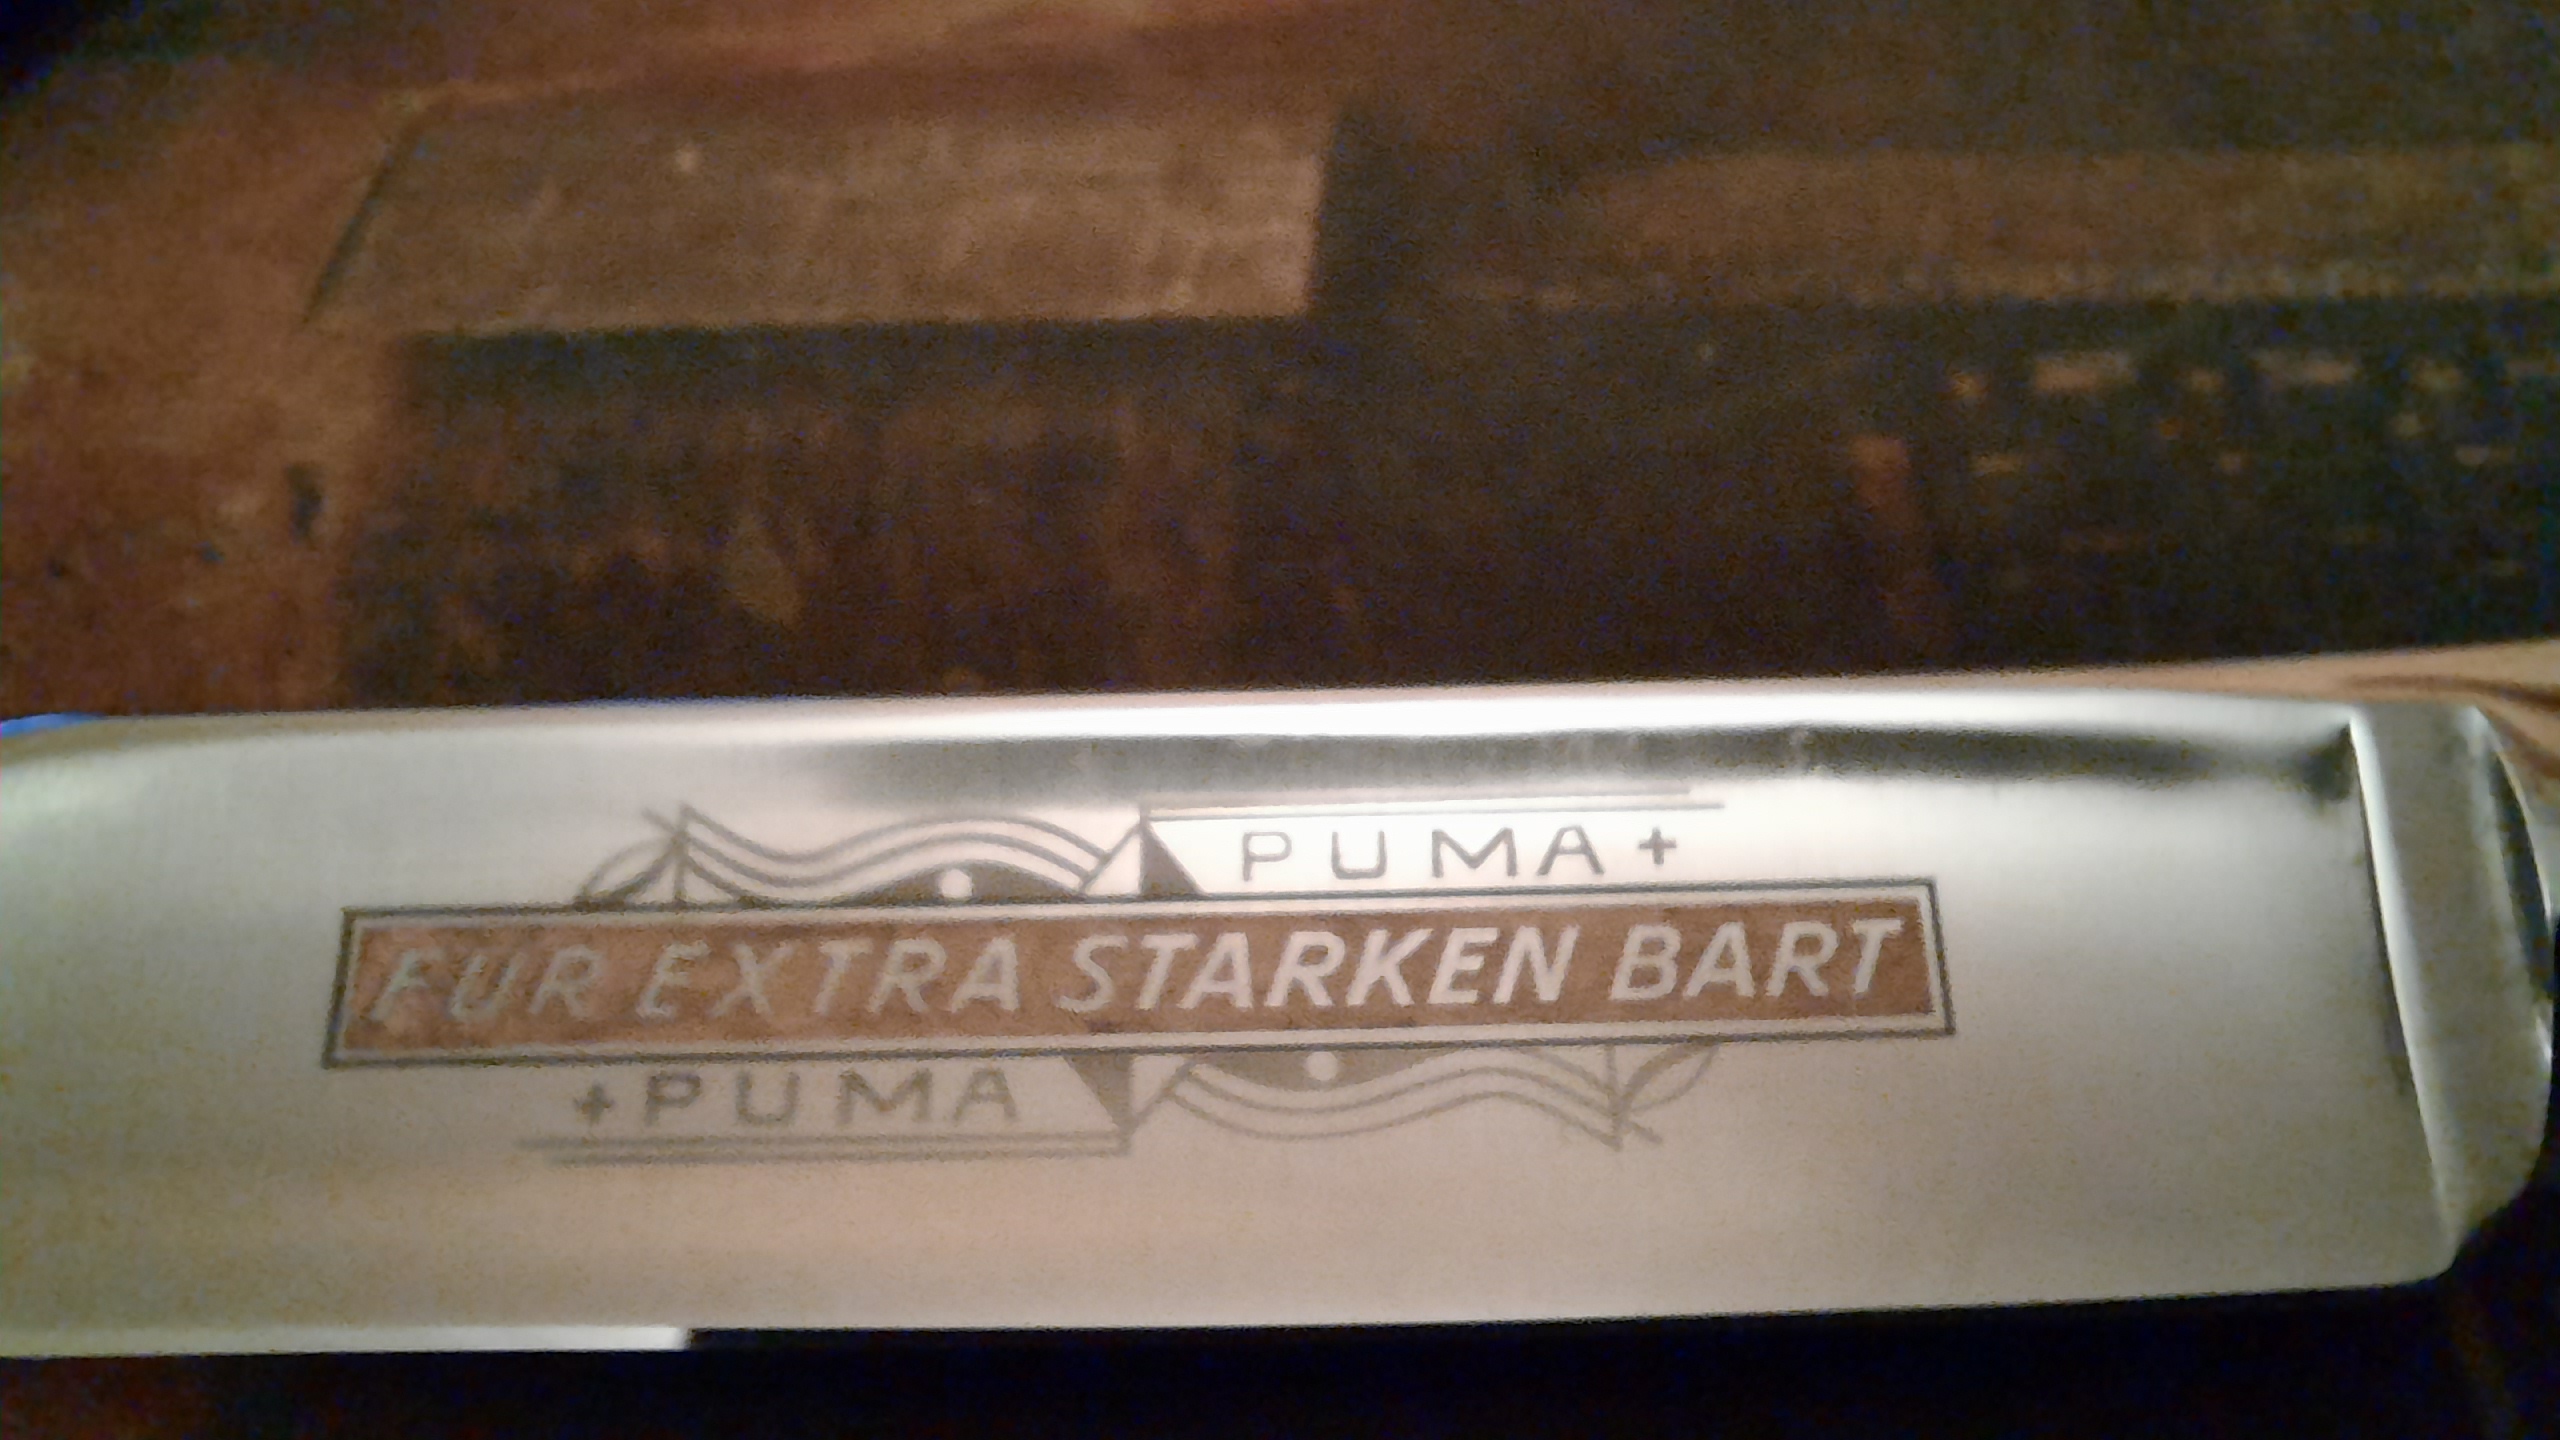 PUMA+
FUR EXTRA STARKEN BART
+PUMA